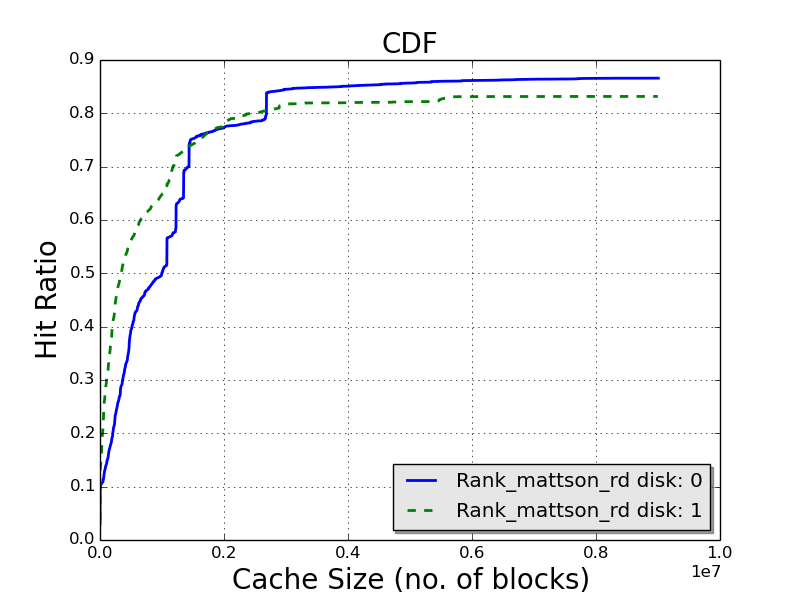 CDF
0.9
0.8
0.7
0.6
0.5
0.4
0.3
0.2
0.1
0.0
Hit Ratio
Rank_mattson_rd disk: 0
Rank_mattson_rd disk: 1
0.0 0.2 0.4 0.6 0.8 1.0
1e7
Cache Size (no. of blocks)